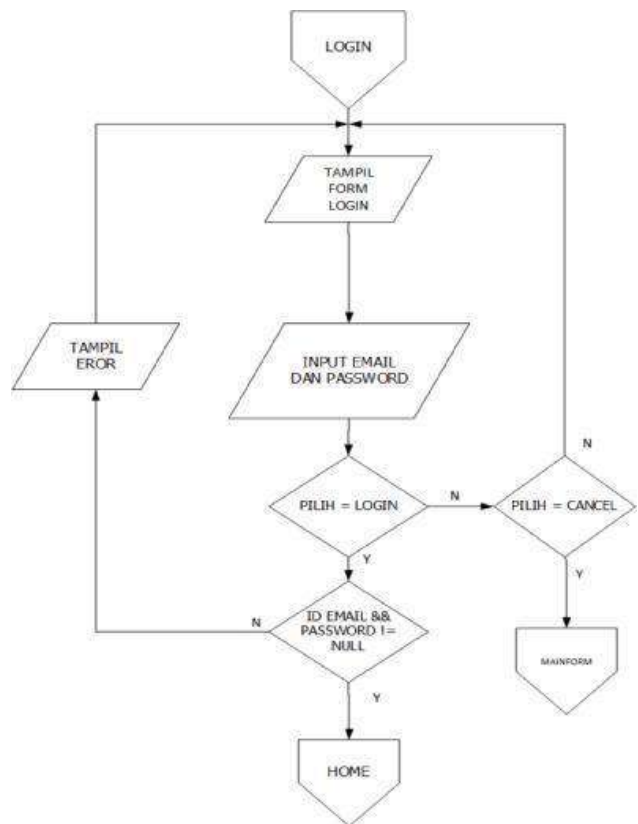 LOGIN
TAMPIL
FORM
LOGIN
TAMPIL
EROR
INPUT EMAIL
DAN PASSWORD
N
PILIH = LOGIN
N
PILIH = CANCEL
Y
Y
N
ID EMAIL &&
PASSWORD !=
NULL
MAINFORM
Y
HOME